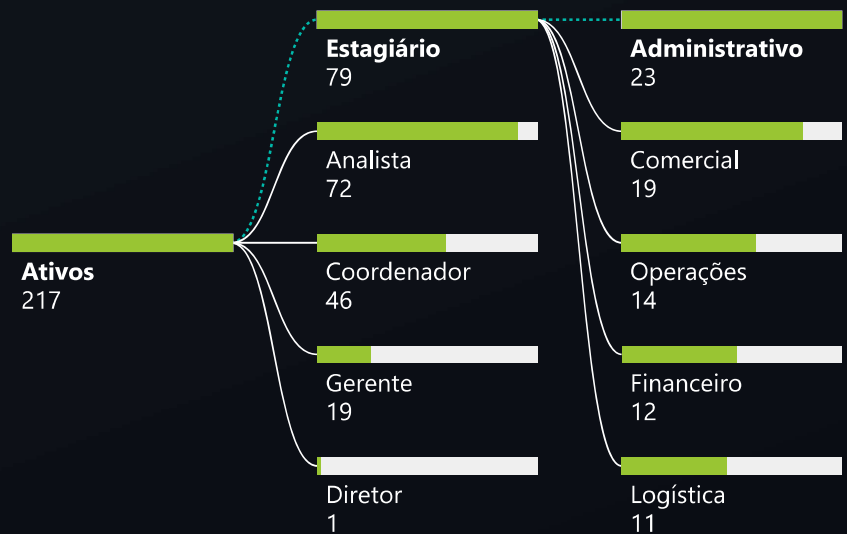 Estagiário
79
Administrativo
23
Analista
72
Comercial
19
Ativos
217
Coordenador
46
Operações
14
Gerente
19
Financeiro
12
Diretor
1
Logística
11